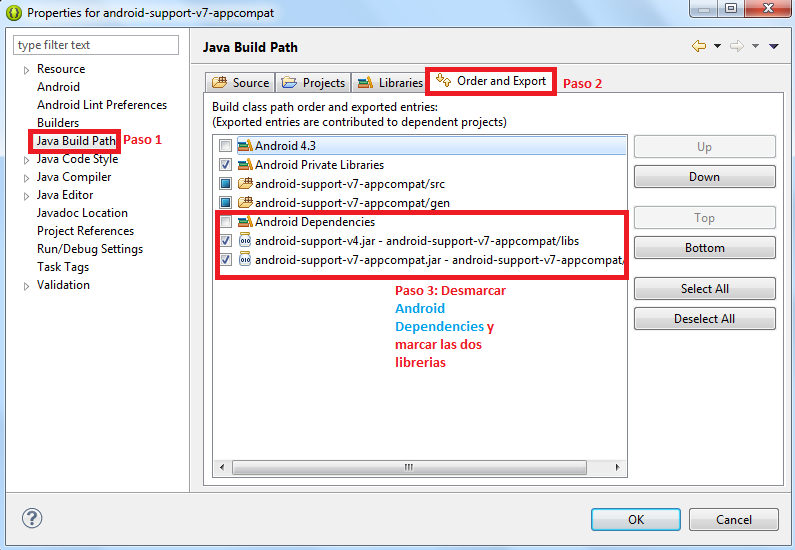 Properties for android-support-v7-appcompat
type filter text
Resource
Android
Android Lint Preferences
Builders
Java Build Path
Paso 1
Java Code Style
Java Compiler
Java Editor
Javadoc Location
Project References
Run/Debug Settings
Task Tags
Validation
Java Build Path
Source
Projects
Libraries
Order and Export
Paso 2
Build class path order and exported entries:
(Exported entries are contributed to dependent projects)
Android 4.3
Android Private Libraries
android-support-v7-appcompat/src
android-support-v7-appcompat/gen
Android Dependencies
android-support-v4.jar - android-support-v7-appcompat/libs
android-support-v7-appcompat.jar - android-support-v7-appcompat/
Paso 3: Desmarcar
Android
Dependencies y
marcar las dos
librerias
Up
Down
Top
Bottom
Select All
Deselect All
OK
Cancel